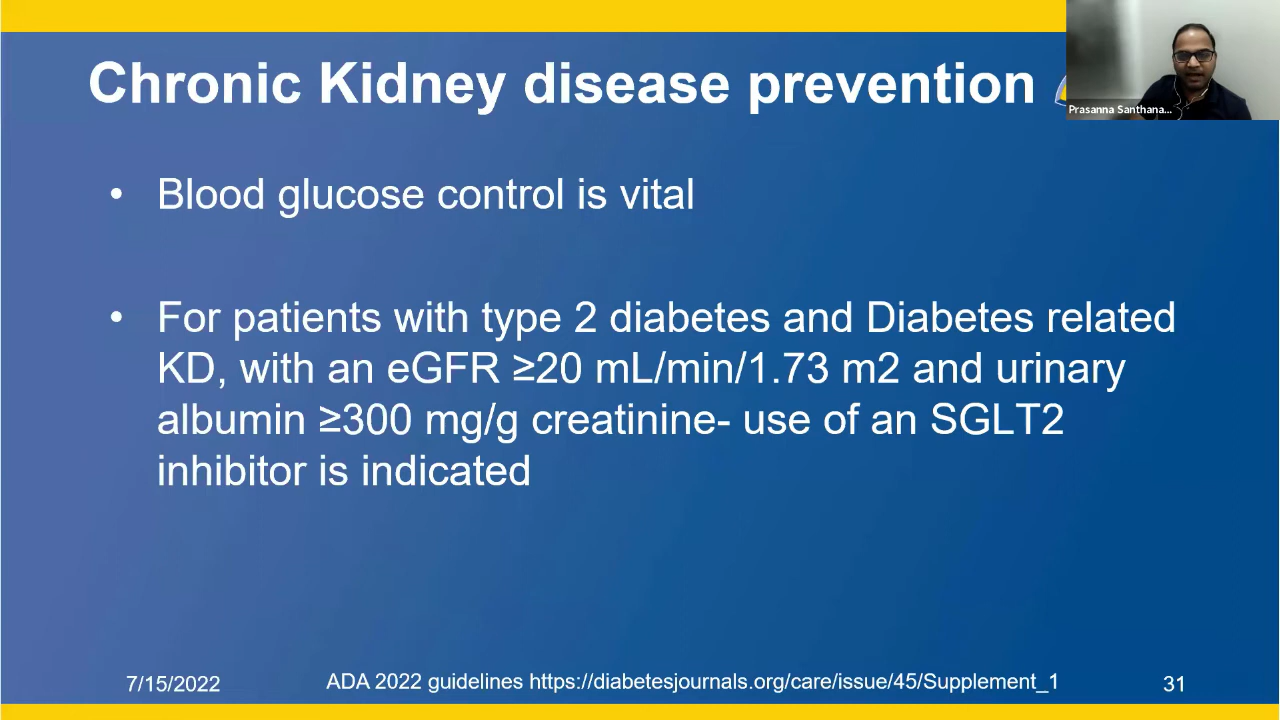 Chronic Kidney disease prevention
Prasanna Santhana...
• Blood glucose control is vital
• For patients with type 2 diabetes and Diabetes related
KD, with an eGFR ≥20 mL/min/1.73 m2 and urinary
albumin ≥300 mg/g creatinine- use of an SGLT2
inhibitor is indicated
7/15/2022
ADA 2022 guidelines https://diabetesjournals.org/care/issue/45/Supplement_1
31